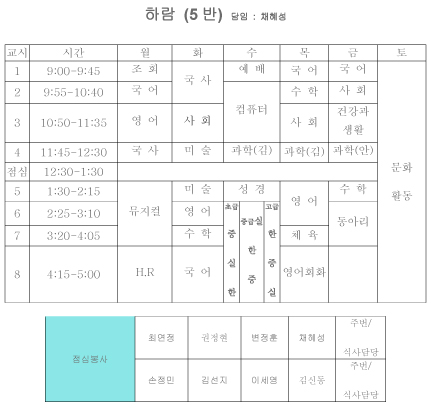 하람 (5반) 담임 : 채혜성
교시 시간 월 화 수 목 금 토
1 9:00-9:45 조 회 국 사 예 배 국 어 국 어
2 9:55-10:40 국 어 컴퓨터 수 학 사 회
3 10:50-11:35 영 어 사 회 사 회 건강과
생활
4 11:45-12:30 국 사 미 술 과학(김) 과학(김) 과학(안)
문화
활동
점심 12:30-1:30
5 1:30-2:15 뮤지컬 미 술 성 경 영 어 수 학
6 2:25-3:10 영 어 초급 중급실 고급 동아리
7 3:20-4:05 수 학 중 한 한 체 육
8 4:15-5:00 H.R 국 어 실 중 중 영어회화
한 실
점심봉사
최연정 권정현 변정훈 채혜성 주번/
식사담당
손정민 김선지 이세영 김신동 주번/
식사담당